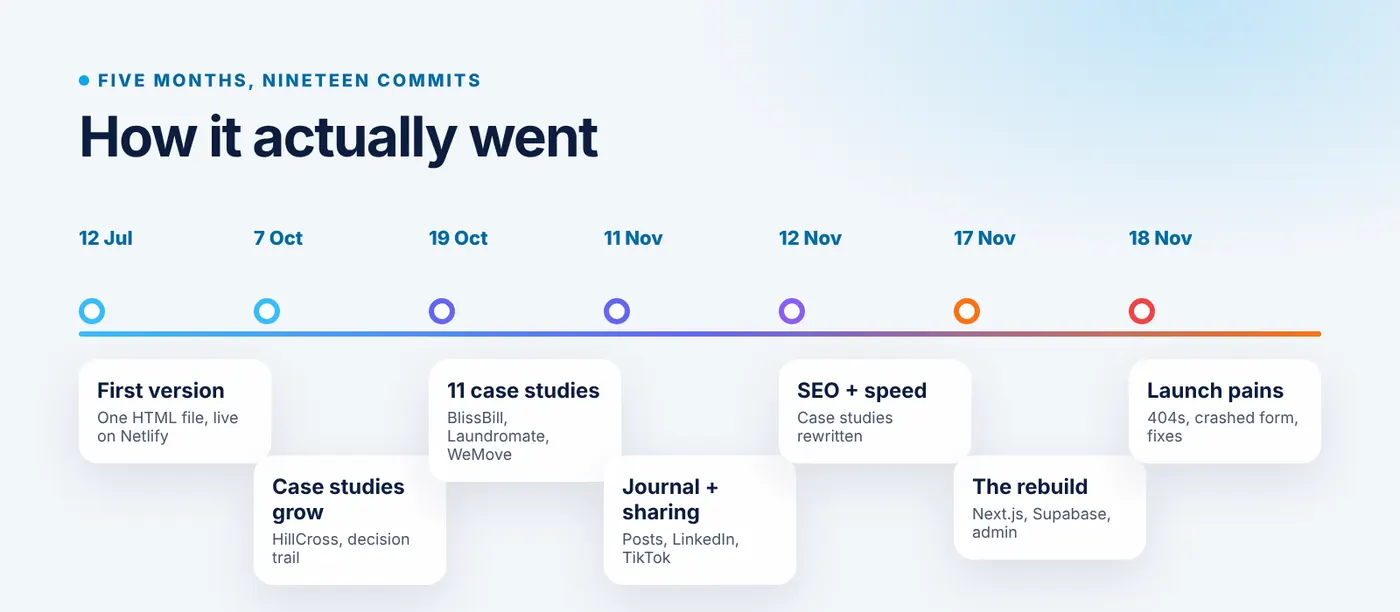 FIVE MONTHS, NINETEEN COMMITS
How it actually went
12 Jul
7 Oct
19 Oct
11 Nov
12 Nov
17 Nov
18 Nov
First version
One HTML file, live
on Netlify
Case studies
grow
HillCross, decision
trail
11 case studies
BlissBill,
Laundromate,
WeMove
Journal +
sharing
Posts, LinkedIn,
TikTok
SEO + speed
Case studies
rewritten
The rebuild
Next.js, Supabase,
admin
Launch pains
404s, crashed form,
fixes